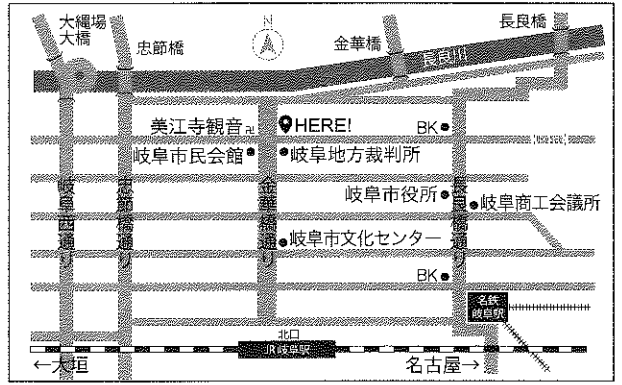 大縄場
大橋
忠節橋
N
金華橋
長良橋
長良川
美江寺観音卍
HERE!
BK
岐阜市民会館
岐阜地方裁判所
岐阜西通り
忠節橋通り
金華橋通り
長良橋通り
岐阜市役所
岐阜商工会議所
岐阜市文化センター
BK
名鉄
岐阜駅
北口
JR岐阜駅
←大垣
名古屋→